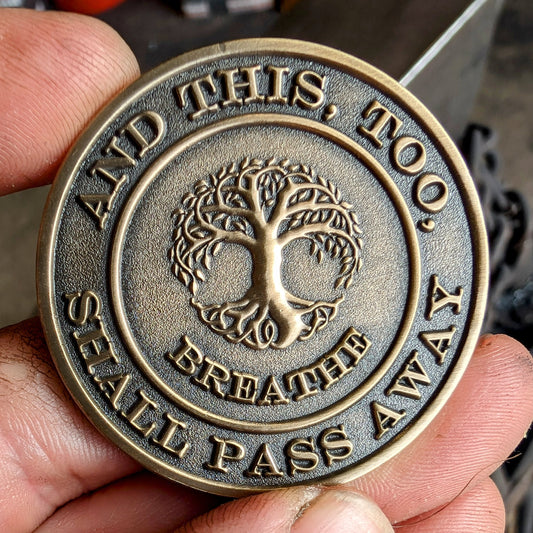 AND THIS, TOO,
SHALL PASS AWAY
BREATHE